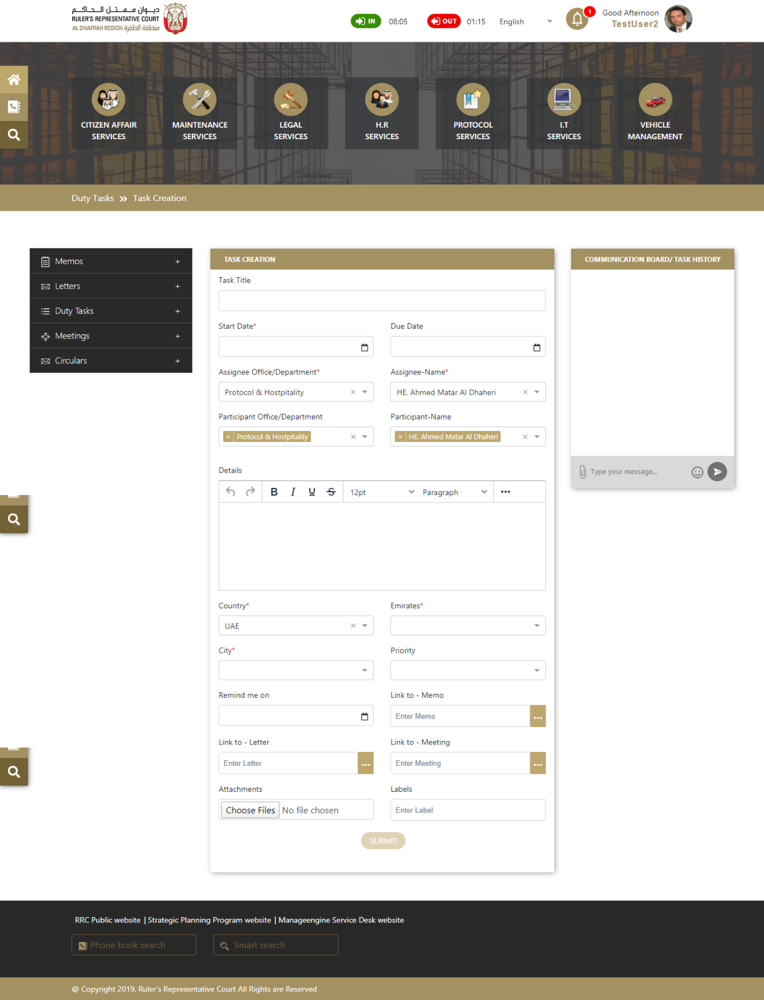 ديــوان مـمـثـل الـحـاكـم
RULER'S REPRESENTATIVE COURT
AL DHAFRAH REGION منطقة الظفرة
IN 08:05 OUT 01:15 English
1
Good Afternoon
TestUser2
CITIZEN AFFAIR SERVICES
MAINTENANCE SERVICES
LEGAL SERVICES
H.R SERVICES
PROTOCOL SERVICES
I.T SERVICES
VEHICLE MANAGEMENT
Duty Tasks » Task Creation
Memos +
Letters +
Duty Tasks +
Meetings +
Circulars +
TASK CREATION
Task Title
Start Date* Due Date
Assignee Office/Department* Assignee-Name*
Protocol & Hostpitality × HE. Ahmed Matar Al Dhaheri ×
Participant Office/Department Participant-Name
× Protocol & Hostpitality × × HE. Ahmed Matar Al Dhaheri ×
Details
B I U S 12pt Paragraph ...
Country* Emirates*
UAE ×
City* Priority
Remind me on Link to - Memo
Enter Memo ...
Link to - Letter Link to - Meeting
Enter Letter ... Enter Meeting ...
Attachments Labels
Choose Files No file chosen Enter Label
SUBMIT
COMMUNICATION BOARD/ TASK HISTORY
Type your message...
RRC Public website | Strategic Planning Program website | Manageengine Service Desk website
Phone book search Smart search
@ Copyright 2019. Ruler's Representative Court All Rights are Reserved